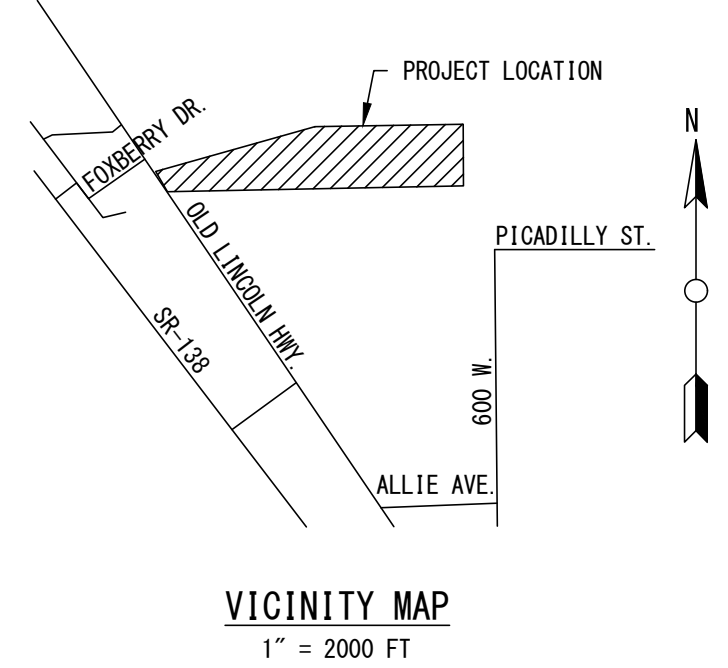 PROJECT LOCATION
N
FOXBERRY DR.
OLD LINCOLN HWY.
PICADILLY ST.
SR-138
600 W.
ALLIE AVE.
VICINITY MAP
1" = 2000 FT